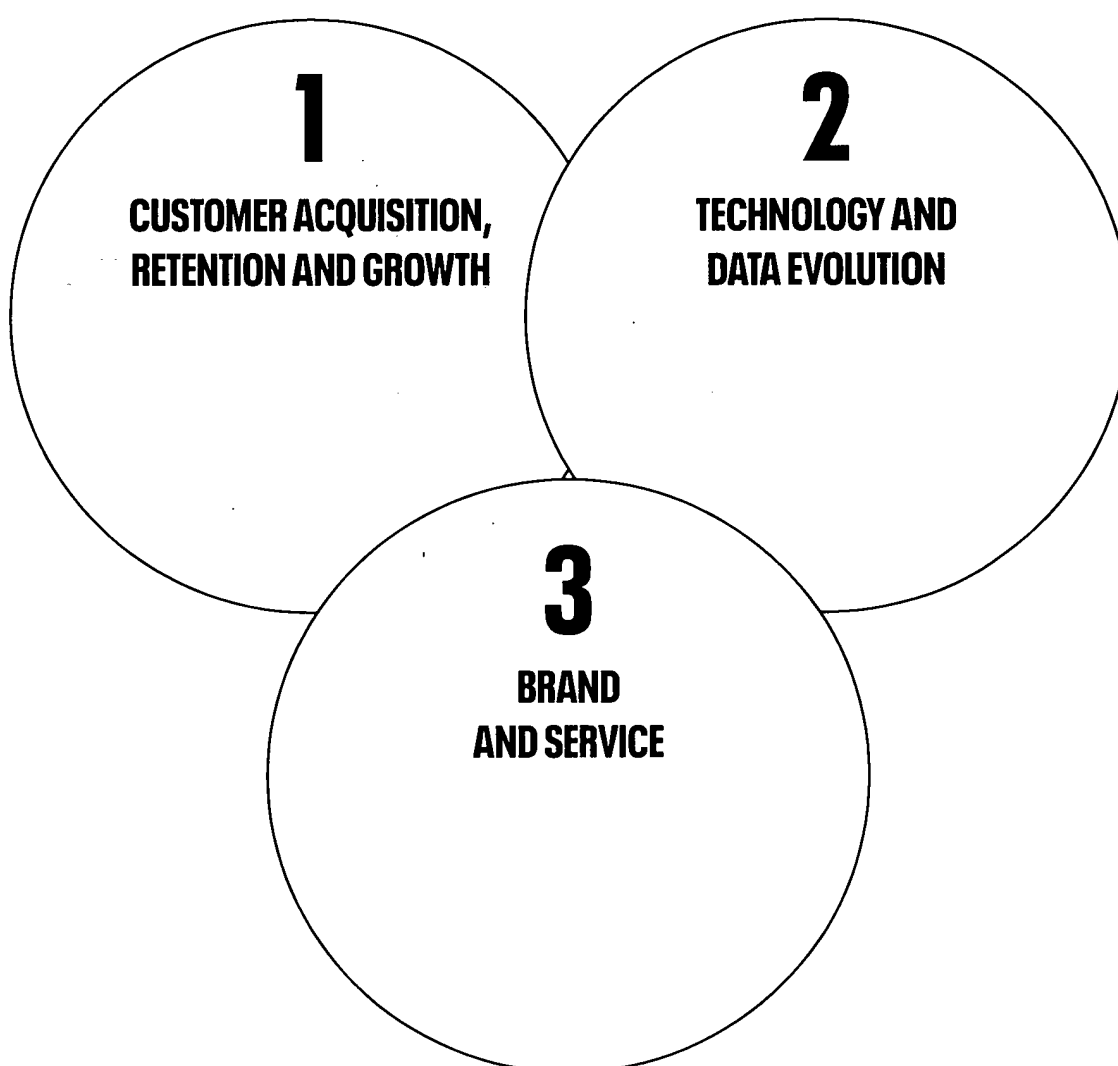 1
CUSTOMER ACQUISITION,
RETENTION AND GROWTH
2
TECHNOLOGY AND
DATA EVOLUTION
3
BRAND
AND SERVICE